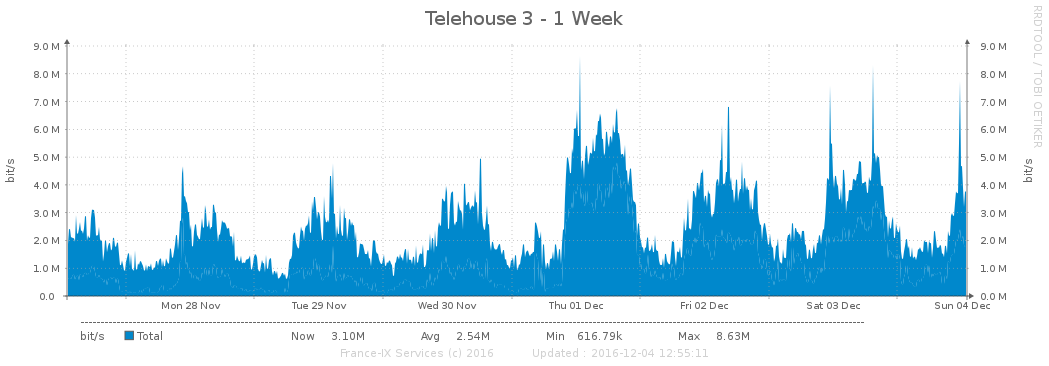 Telehouse 3 - 1 Week
RRDTOOL / TOBI OETIKER
bit/s
9.0 M 9.0 M
8.0 M 8.0 M
7.0 M 7.0 M
6.0 M 6.0 M
5.0 M 5.0 M
4.0 M 4.0 M
3.0 M 3.0 M
2.0 M 2.0 M
1.0 M 1.0 M
0.0 0.0 M
bit/s
Mon 28 Nov Tue 29 Nov Wed 30 Nov Thu 01 Dec Fri 02 Dec Sat 03 Dec Sun 04 Dec
bit/s Total Now 3.10M Avg 2.54M Min 616.79k Max 8.63M
France-IX Services (c) 2016 Updated : 2016-12-04 12:55:11